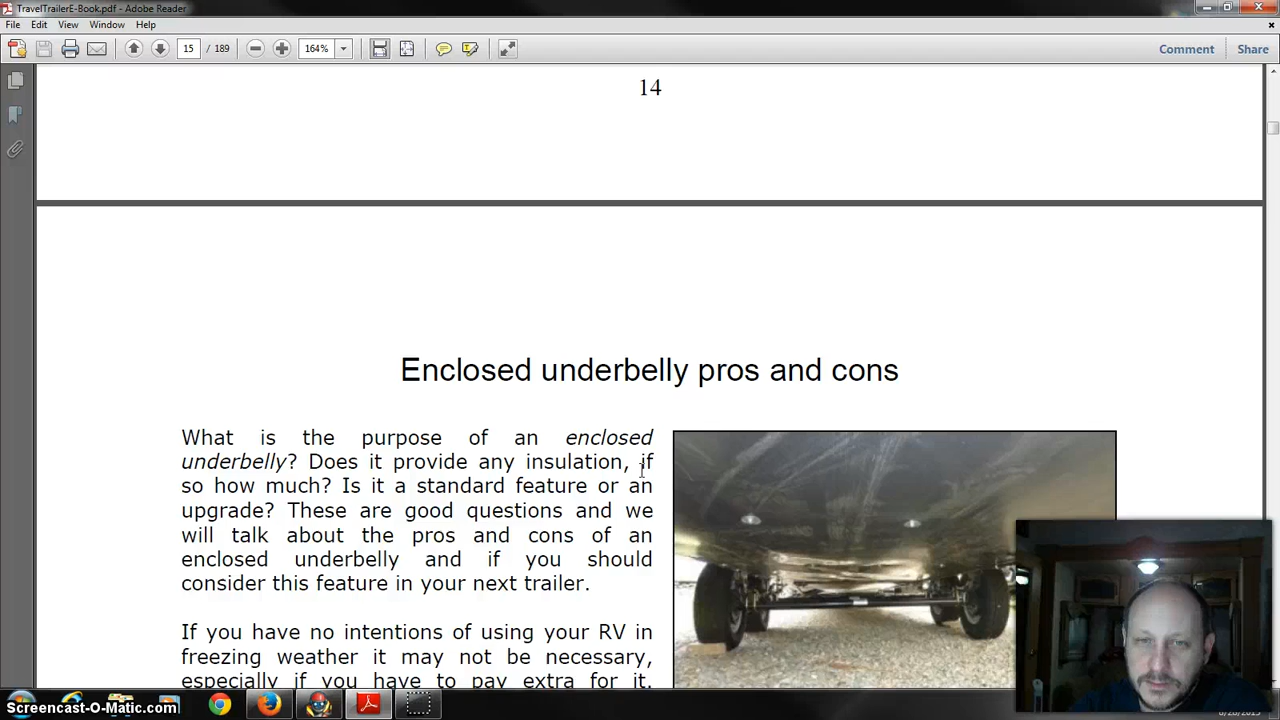 TravelTrailerE-Book.pdf - Adobe Reader
File Edit View Window Help
15 / 189 164% Comment Share
14
Enclosed underbelly pros and cons
What is the purpose of an enclosed
underbelly? Does it provide any insulation, if
so how much? Is it a standard feature or an
upgrade? These are good questions and we
will talk about the pros and cons of an
enclosed underbelly and if you should
consider this feature in your next trailer.
If you have no intentions of using your RV in
freezing weather it may not be necessary,
especially if you have to pay extra for it.
Screencast-O-Matic.com